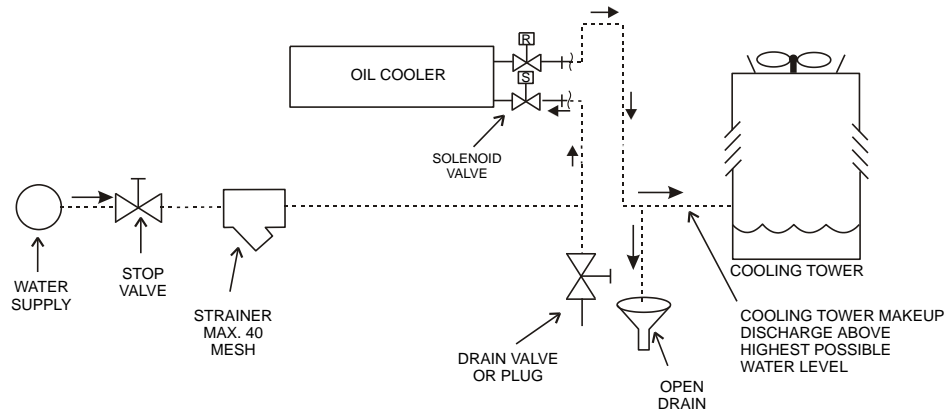 R
OIL COOLER
S
SOLENOID
VALVE
WATER
SUPPLY
STOP
VALVE
STRAINER
MAX. 40
MESH
DRAIN VALVE
OR PLUG
OPEN
DRAIN
COOLING TOWER
COOLING TOWER MAKEUP
DISCHARGE ABOVE
HIGHEST POSSIBLE
WATER LEVEL